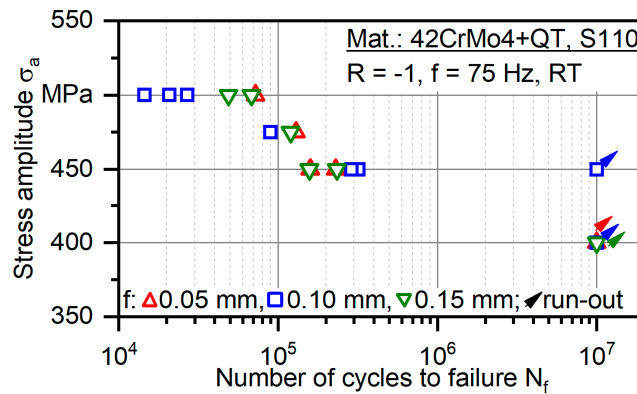 550
Mat.: 42CrMo4+QT, S110
R = -1, f = 75 Hz, RT
MPa
450
400
350
Stress amplitude σa
f: 0.05 mm, 0.10 mm, 0.15 mm; run-out
10^4 10^5 10^6 10^7
Number of cycles to failure Nf